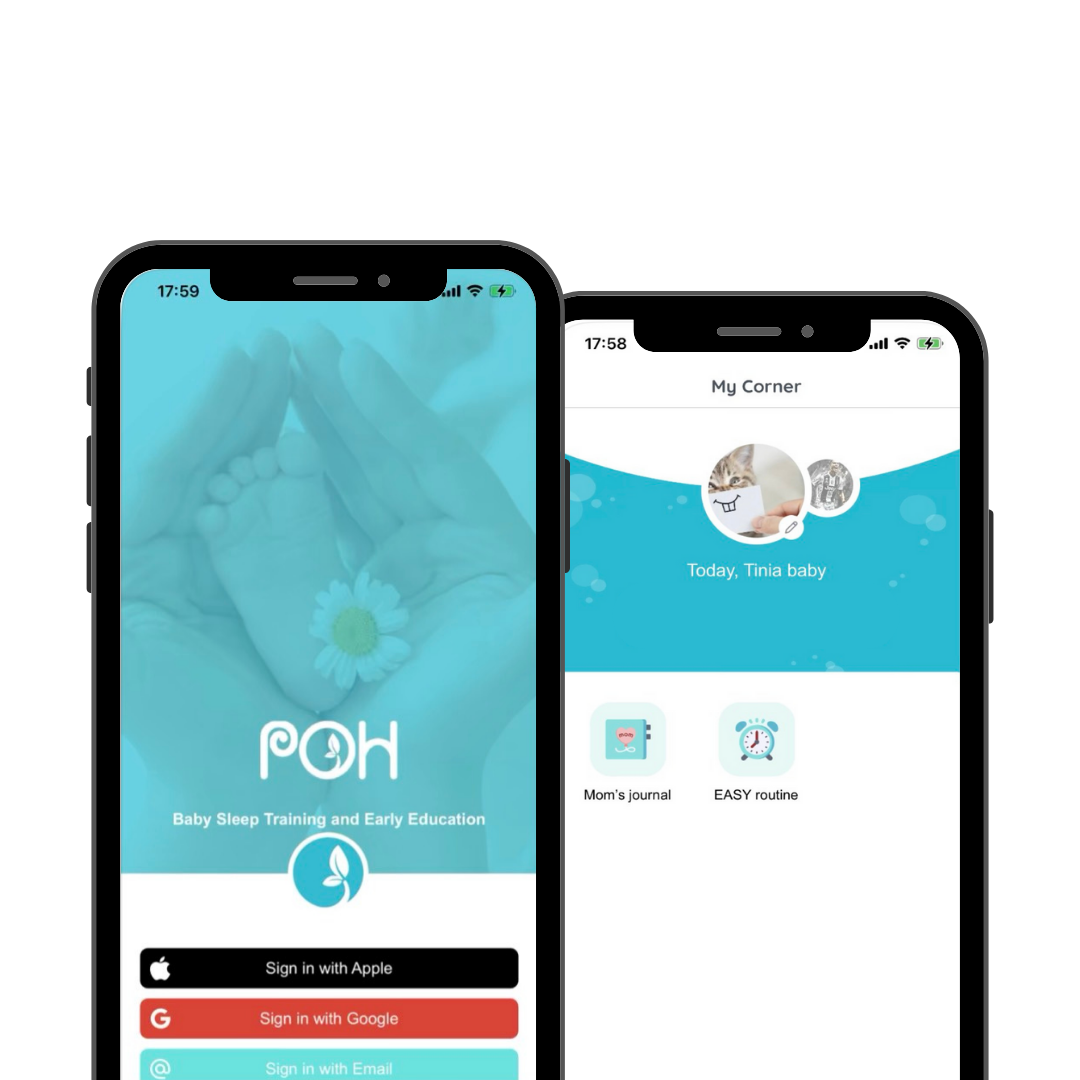 17:59
POH
Baby Sleep Training and Early Education
Sign in with Apple
G
Sign in with Google
@
Sign in with Email
17:58
My Corner
Today, Tinia baby
Mom's journal
EASY routine